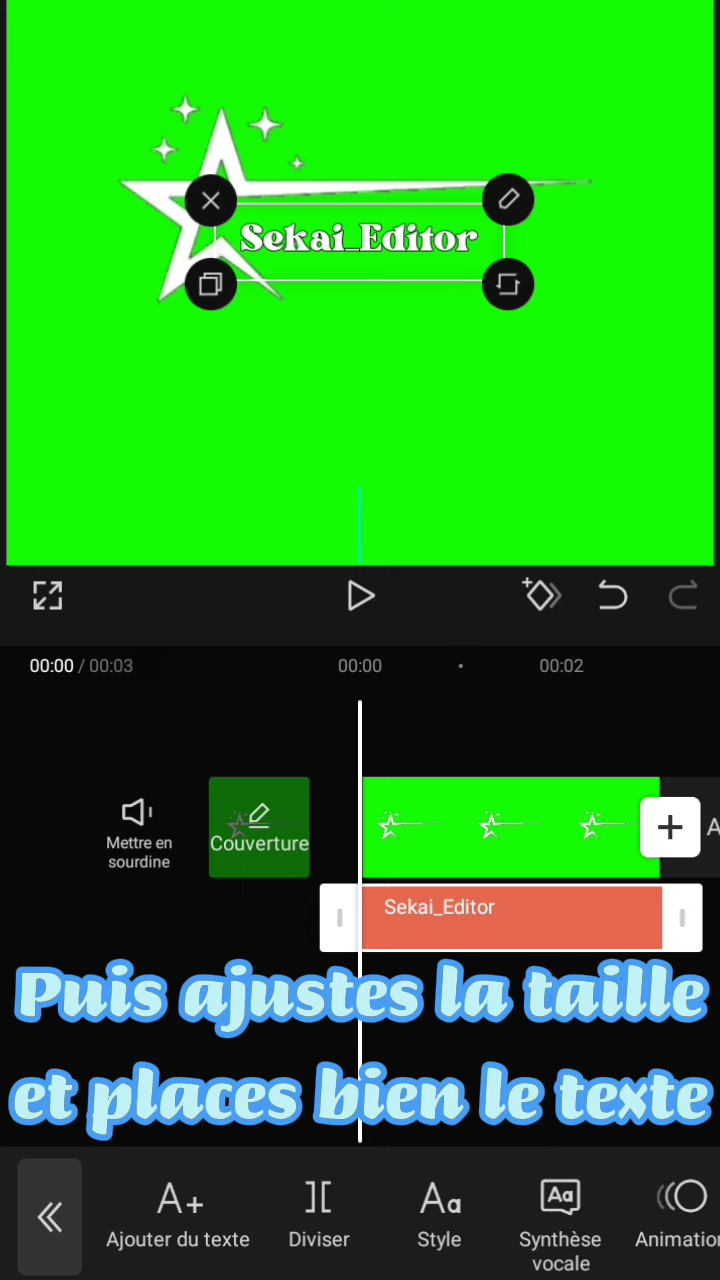 Sekai_Editor
00:00 / 00:03
00:00
00:02
Mettre en
sourdine
Couverture
A
Sekai_Editor
Puis ajustes la taille
et places bien le texte
Ajouter du texte
Diviser
Style
Synthèse
vocale
Animatio